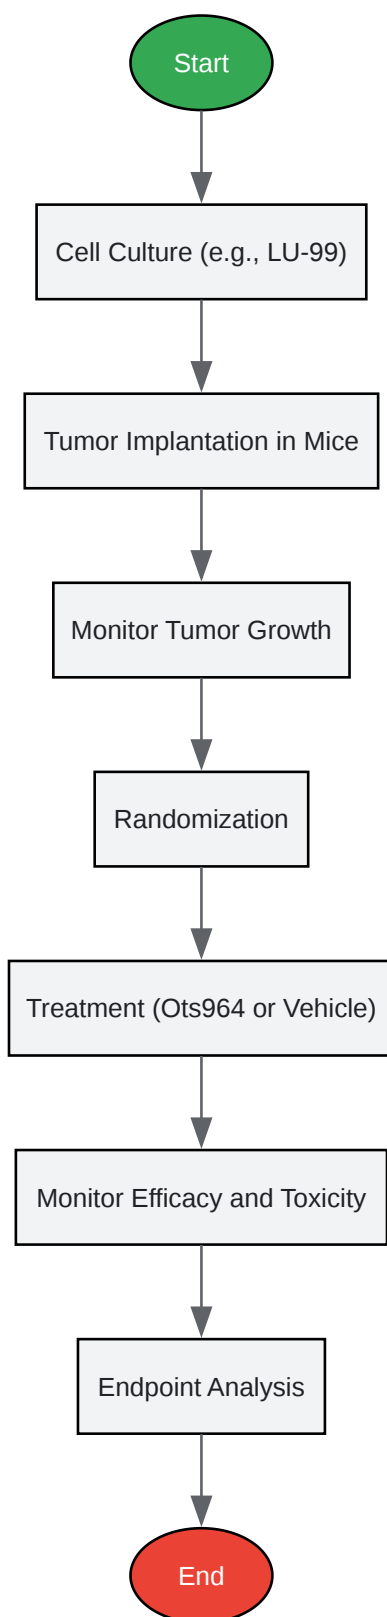 Start
Cell Culture (e.g., LU-99)
Tumor Implantation in Mice
Monitor Tumor Growth
Randomization
Treatment (Ots964 or Vehicle)
Monitor Efficacy and Toxicity
Endpoint Analysis
End